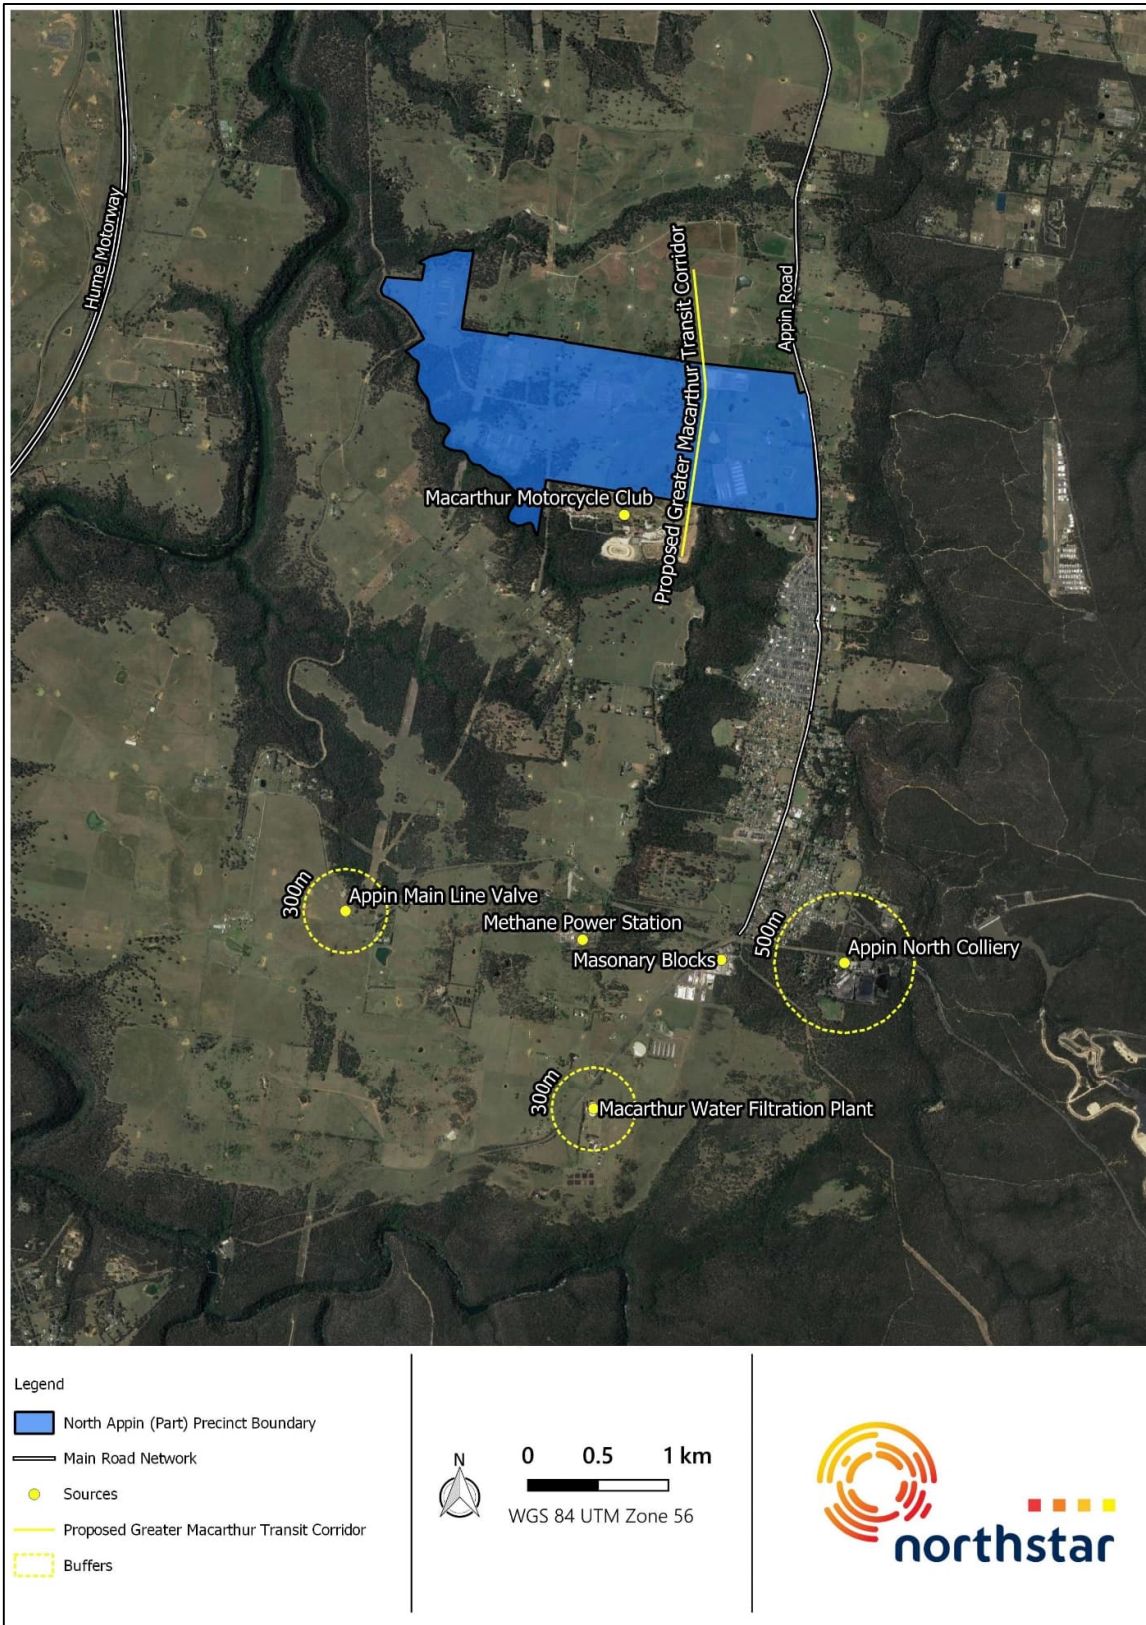 Hume Motorway
Appin Road
Proposed Greater Macarthur Transit Corridor
Macarthur Motorcycle Club
300m
Appin Main Line Valve
Methane Power Station
Masonary Blocks
500m
Appin North Colliery
300m
Macarthur Water Filtration Plant
Legend
North Appin (Part) Precinct Boundary
Main Road Network
Sources
Proposed Greater Macarthur Transit Corridor
Buffers
N
0 0.5 1 km
WGS 84 UTM Zone 56
northstar